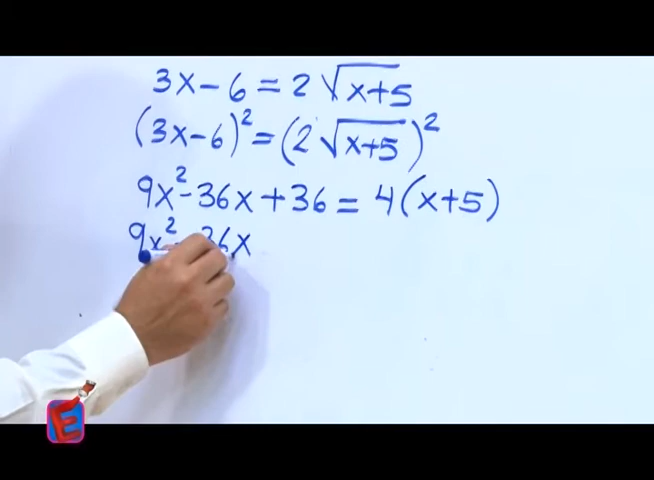 3x-6=2√x+5
(3x-6)²=(2√x+5)²
9x²-36x+36=4(x+5)
9x²-36x